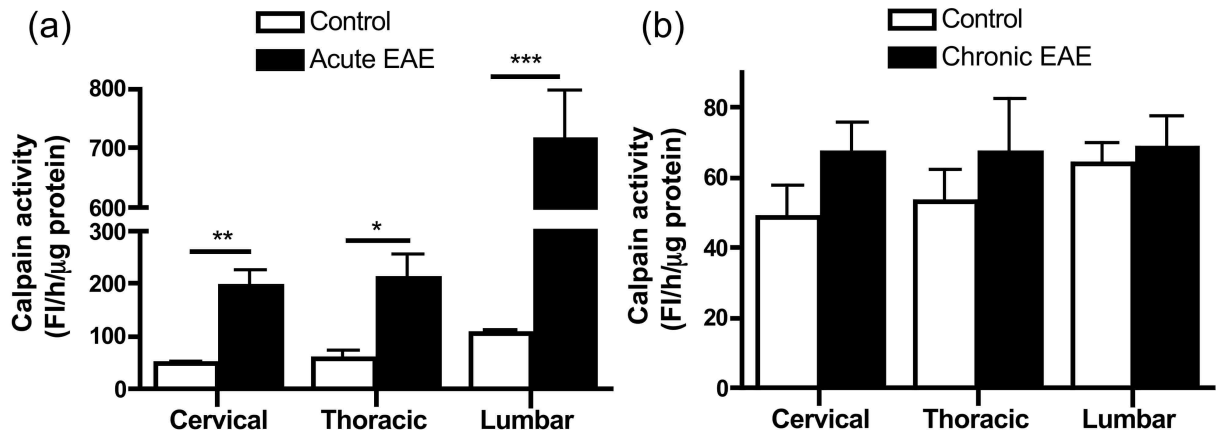 (a)
Control
Acute EAE
Calpain activity
(FI/h/µg protein)
800
700
600
300
200
100
0
**
*
***
Cervical Thoracic Lumbar
(b)
Control
Chronic EAE
Calpain activity
(FI/h/µg protein)
80
60
40
20
0
Cervical Thoracic Lumbar